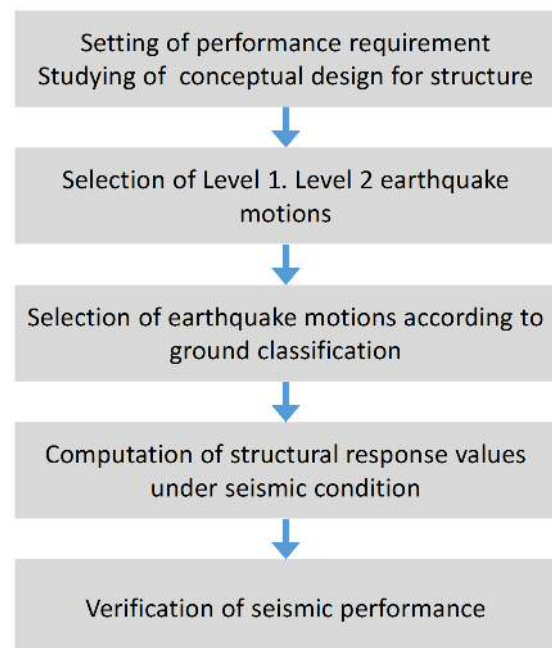 Setting of performance requirement
Studying of conceptual design for structure
Selection of Level 1. Level 2 earthquake
motions
Selection of earthquake motions according to
ground classification
Computation of structural response values
under seismic condition
Verification of seismic performance